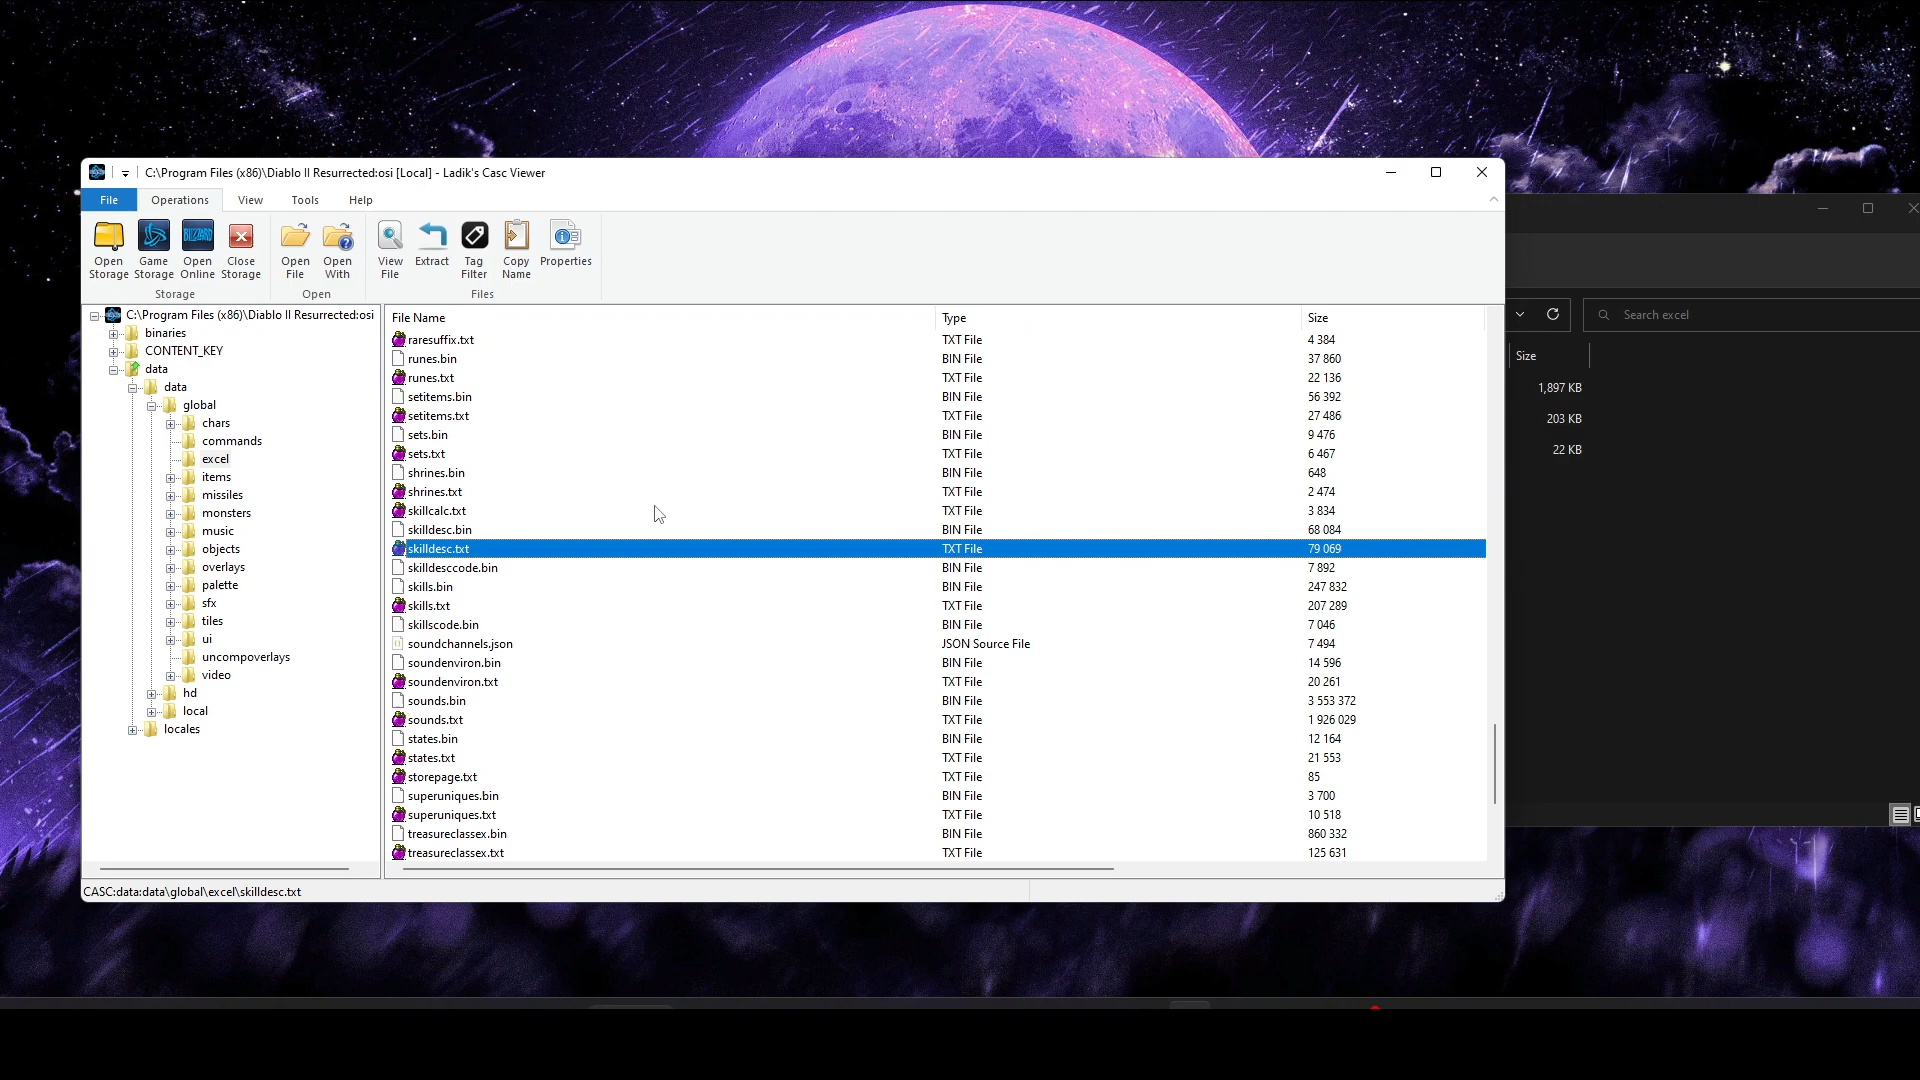 C:\Program Files (x86)\Diablo II Resurrected:osi [Local] - Ladik's Casc Viewer
File Operations View Tools Help
Open Storage Game Storage Open Online Close Storage Open File Open With View File Extract Tag Filter Copy Name Properties
BLIZZARD
Storage Open Files
C:\Program Files (x86)\Diablo II Resurrected:osi
binaries
CONTENT_KEY
data
data
global
chars
commands
excel
items
missiles
monsters
music
objects
overlays
palette
sfx
tiles
ui
uncompoverlays
video
hd
local
locales
File Name Type Size
raresuffix.txt TXT File 4 384
runes.bin BIN File 37 860
runes.txt TXT File 22 136
setitems.bin BIN File 56 392
setitems.txt TXT File 27 486
sets.bin BIN File 9 476
sets.txt TXT File 6 467
shrines.bin BIN File 648
shrines.txt TXT File 2 474
skillcalc.txt TXT File 3 834
skilldesc.bin BIN File 68 084
skilldesc.txt TXT File 79 069
skilldesccode.bin BIN File 7 892
skills.bin BIN File 247 832
skills.txt TXT File 207 289
skillscode.bin BIN File 7 046
soundchannels.json JSON Source File 7 494
soundenviron.bin BIN File 14 596
soundenviron.txt TXT File 20 261
sounds.bin BIN File 3 553 372
sounds.txt TXT File 1 926 029
states.bin BIN File 12 164
states.txt TXT File 21 553
storepage.txt TXT File 85
superuniques.bin BIN File 3 700
superuniques.txt TXT File 10 518
treasureclassex.bin BIN File 860 332
treasureclassex.txt TXT File 125 631
CASC:data:data\global\excel\skilldesc.txt
Search excel
Size
1,897 KB
203 KB
22 KB